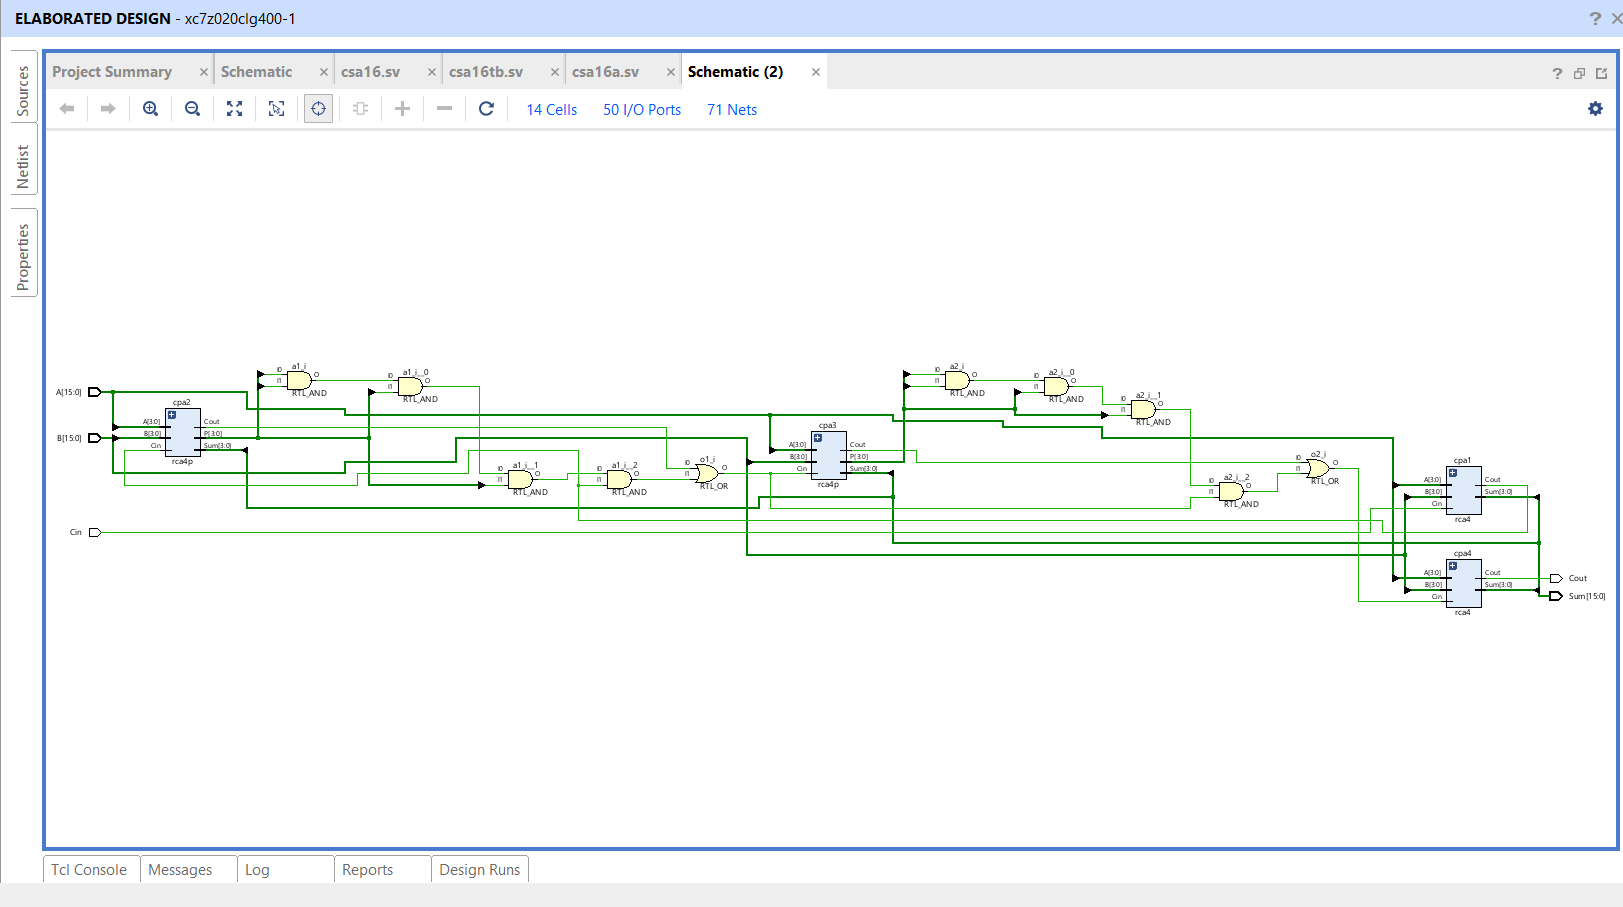 ELABORATED DESIGN - xc7z020clg400-1
Sources
Netlist
Properties
Project Summary
Schematic
csa16.sv
csa16tb.sv
csa16a.sv
Schematic (2)
14 Cells
50 I/O Ports
71 Nets
A[15:0]
B[15:0]
Cin
cpa2
A[3:0]
B[3:0]
Cin
Cout
P[3:0]
Sum[3:0]
rca4p
a1_i
I0
I1
O
RTL_AND
a1_i__0
I0
I1
O
RTL_AND
a1_i__1
I0
I1
O
RTL_AND
a1_i__2
I0
I1
O
RTL_AND
o1_i
I0
I1
O
RTL_OR
cpa3
A[3:0]
B[3:0]
Cin
Cout
P[3:0]
Sum[3:0]
rca4p
a2_i
I0
I1
O
RTL_AND
a2_i__0
I0
I1
O
RTL_AND
a2_i__1
I0
I1
O
RTL_AND
a2_i__2
I0
I1
O
RTL_AND
o2_i
I0
I1
O
RTL_OR
cpa1
A[3:0]
B[3:0]
Cin
Cout
Sum[3:0]
rca4
cpa4
A[3:0]
B[3:0]
Cin
Cout
Sum[3:0]
rca4
Cout
Sum[15:0]
Tcl Console
Messages
Log
Reports
Design Runs